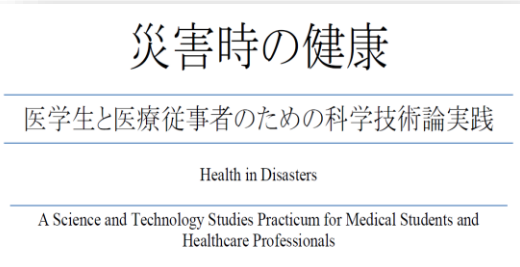 災害時の健康
医学生と医療従事者のための科学技術論実践
Health in Disasters
A Science and Technology Studies Practicum for Medical Students and
Healthcare Professionals